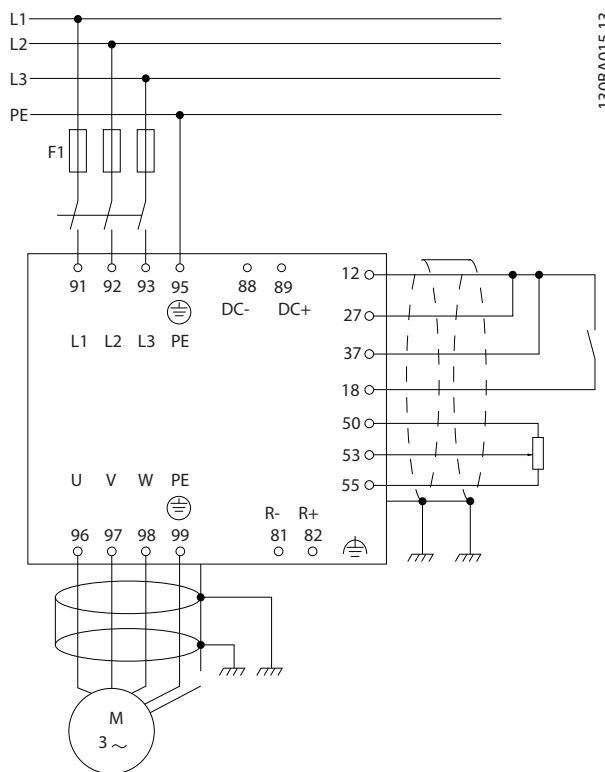 L1
L2
L3
PE
130BA015.13
F1
91 92 93 95 88 89
DC- DC+
L1 L2 L3 PE
12
27
37
18
50
53
55
U V W PE
R- R+
96 97 98 99 81 82
M
3 ~